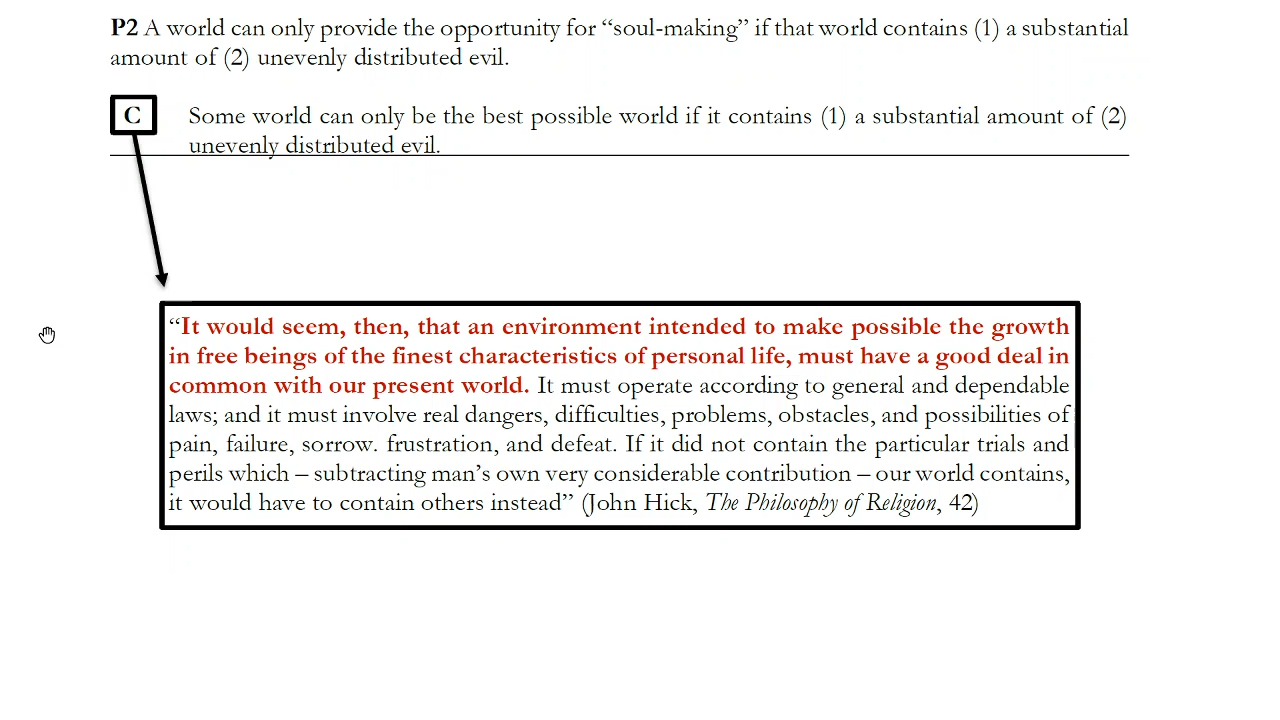 P2 A world can only provide the opportunity for “soul-making” if that world contains (1) a substantial
amount of (2) unevenly distributed evil.
C Some world can only be the best possible world if it contains (1) a substantial amount of (2)
unevenly distributed evil.
“It would seem, then, that an environment intended to make possible the growth
in free beings of the finest characteristics of personal life, must have a good deal in
common with our present world. It must operate according to general and dependable
laws; and it must involve real dangers, difficulties, problems, obstacles, and possibilities of
pain, failure, sorrow. frustration, and defeat. If it did not contain the particular trials and
perils which – subtracting man’s own very considerable contribution – our world contains,
it would have to contain others instead” (John Hick, The Philosophy of Religion, 42)